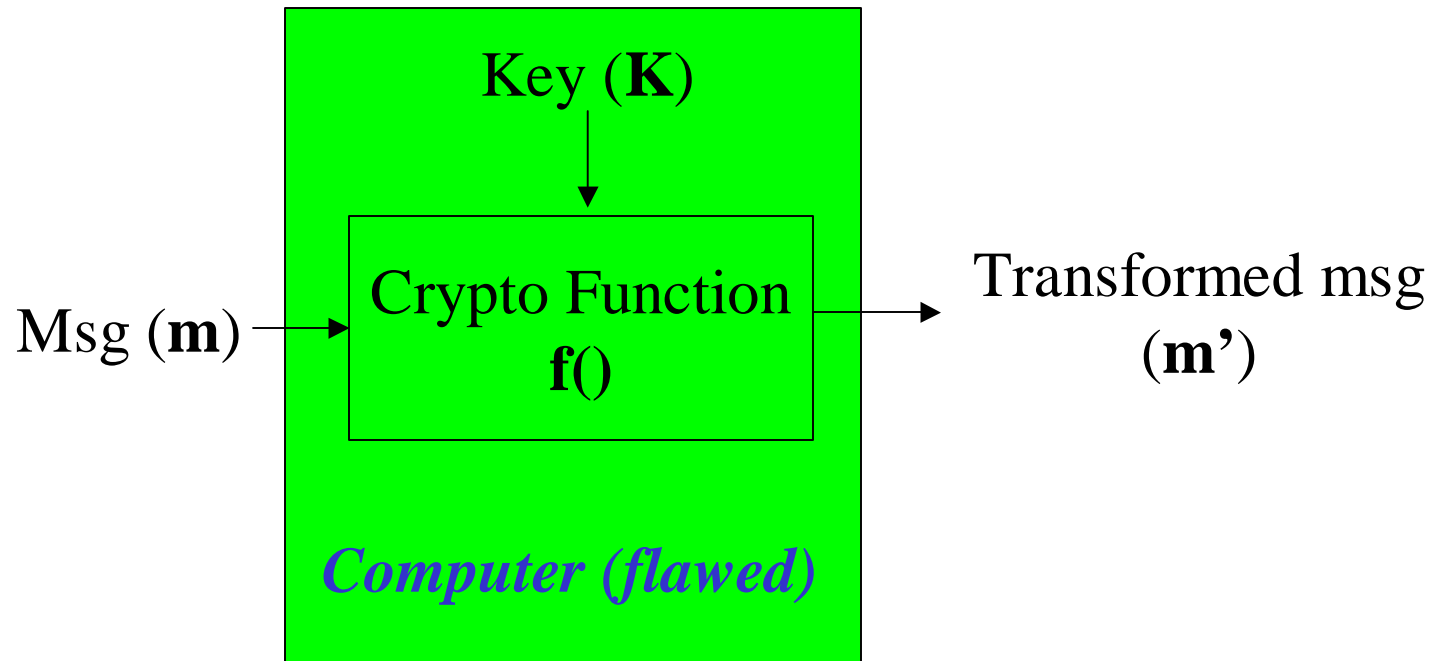 Key (K)
Msg (m)
Crypto Function
f()
Transformed msg
(m’)
Computer (flawed)